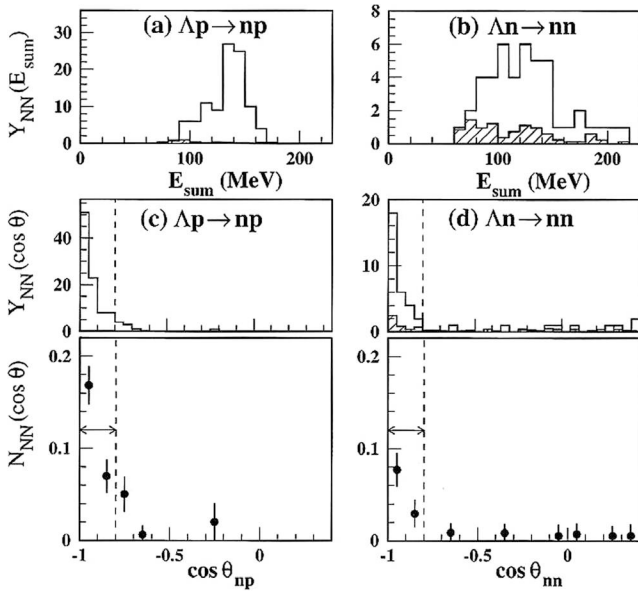 (a) Λp→np
(b) Λn→nn
Y_NN(E_sum)
30
20
10
0
8
6
4
2
0
0 100 200
0 100 200
E_sum (MeV)
E_sum (MeV)
(c) Λp→np
(d) Λn→nn
Y_NN(cos θ)
50
25
0
20
10
0
N_NN(cos θ)
0.2
0.1
0
0.2
0.1
0
-1 -0.5 0
-1 -0.5 0
cos θ_np
cos θ_nn